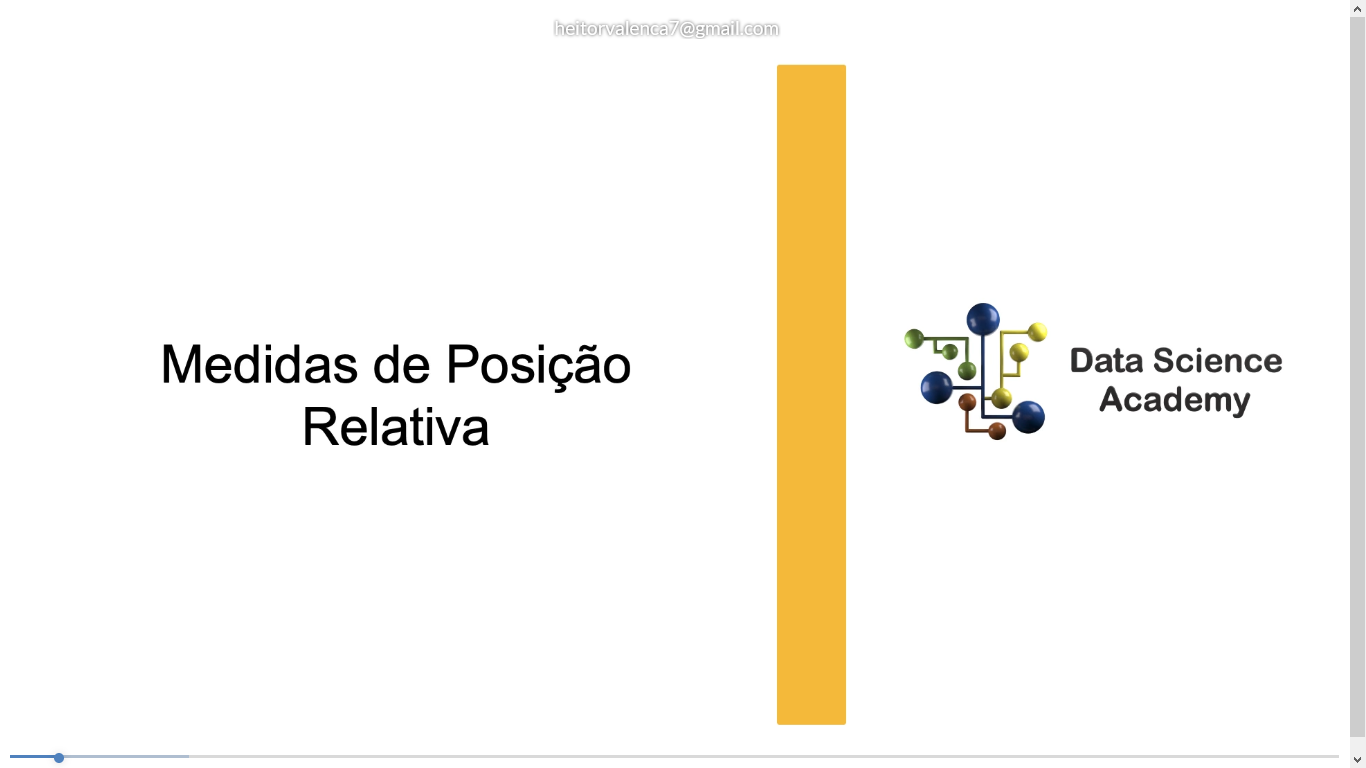 heitorvalenca7@gmail.com
Medidas de Posição
Relativa
Data Science
Academy